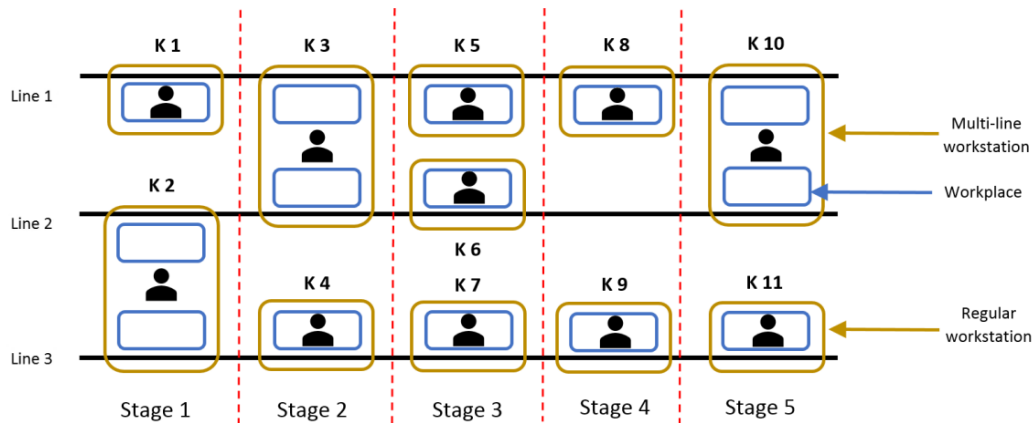 K 1
K 3
K 5
K 8
K 10
Line 1
Multi-line
workstation
K 2
Workplace
Line 2
K 6
K 4
K 7
K 9
K 11
Regular
workstation
Line 3
Stage 1
Stage 2
Stage 3
Stage 4
Stage 5